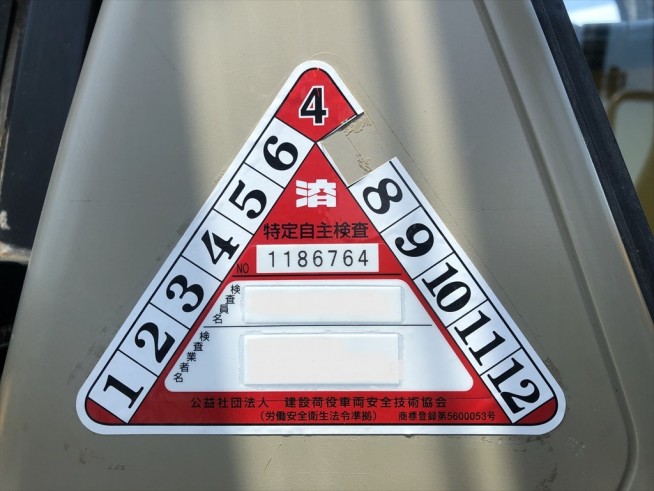 4
1 2 3 4 5 6
8 9 10 11 12
済
特定自主検査
NO 1186764
検査員名
検査業者名
公益社団法人 建設荷役車両安全技術協会
(労働安全衛生法令準拠) 商標登録第5600053号